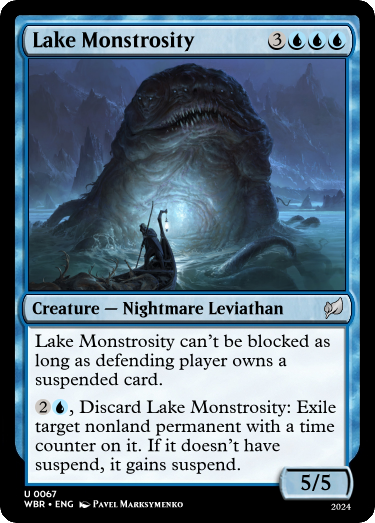 Lake Monstrosity 3
Creature — Nightmare Leviathan
Lake Monstrosity can't be blocked as
long as defending player owns a
suspended card.
2, Discard Lake Monstrosity: Exile
target nonland permanent with a time
counter on it. If it doesn't have
suspend, it gains suspend.
5/5
U 0067
WBR • ENG Pavel Marksymenko
2024